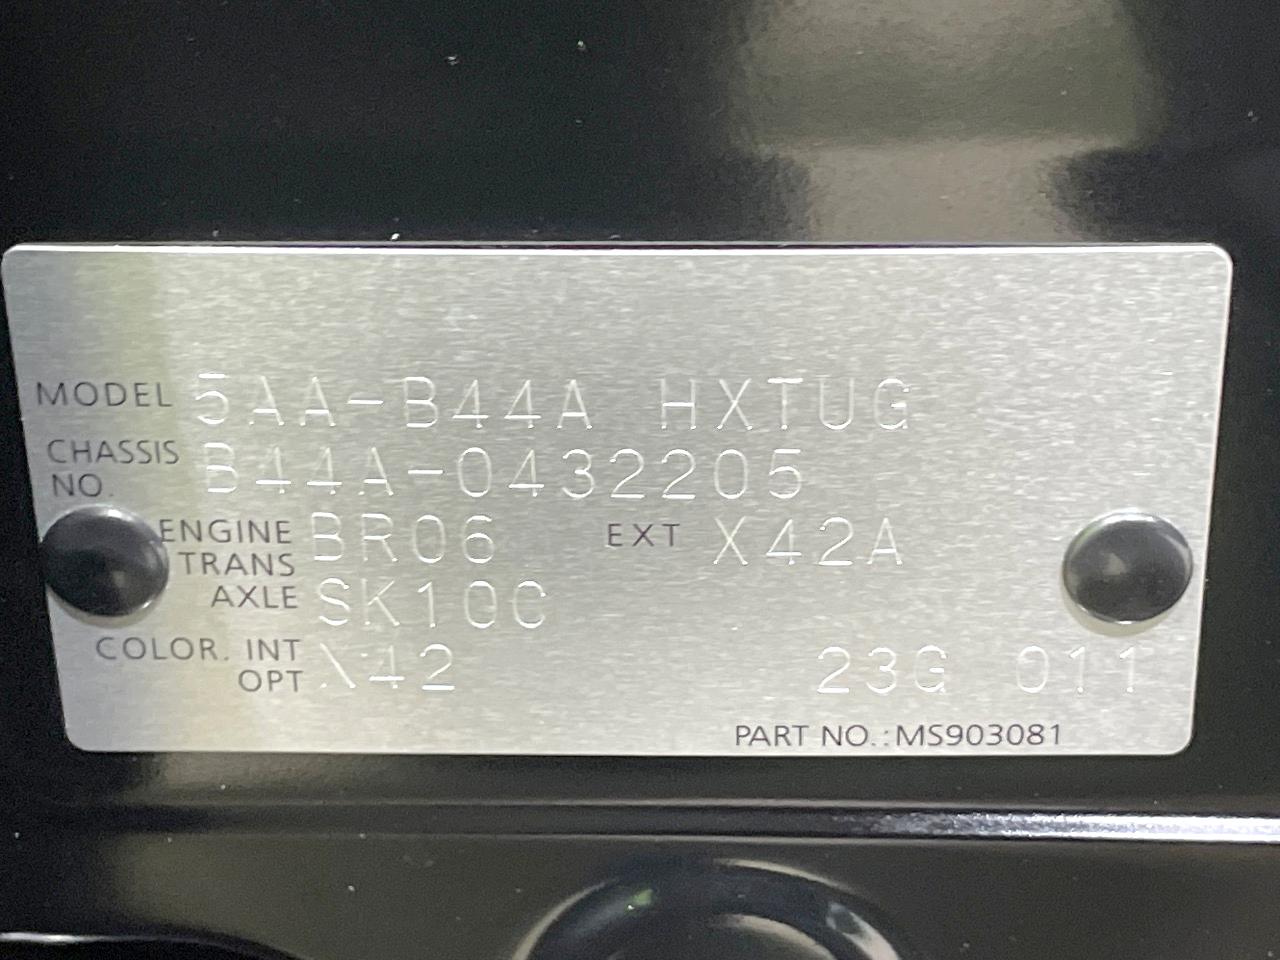 MODEL 5AA-B44A HXTUG
CHASSIS NO. B44A-0432205
ENGINE BR06 EXT X42A
TRANS AXLE SK10C
COLOR. INT OPT X42 23G 011
PART NO.:MS903081